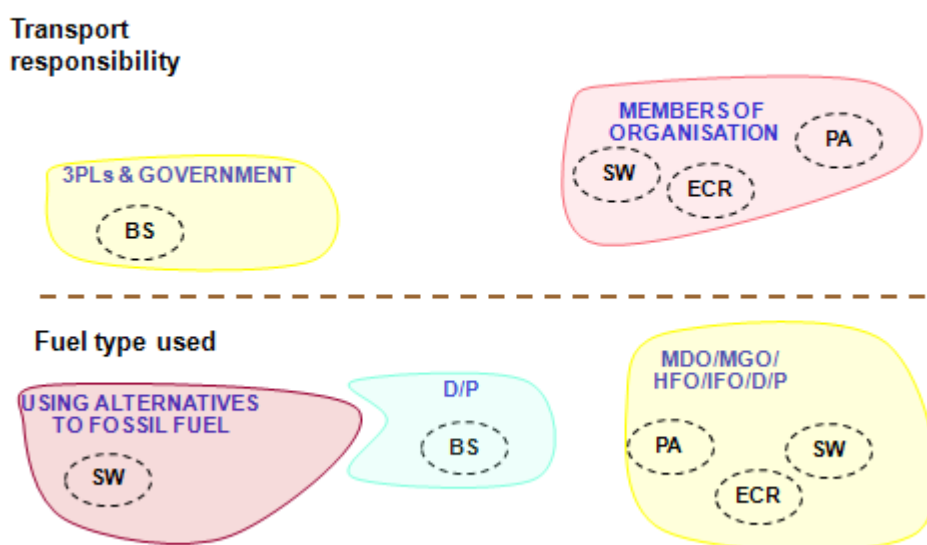 Transport
responsibility
MEMBERS OF
ORGANISATION
PA
SW
ECR
3PLs & GOVERNMENT
BS
Fuel type used
MDO/MGO/
HFO/IFO/D/P
USING ALTERNATIVES
TO FOSSIL FUEL
D/P
PA
BS
SW
SW
ECR